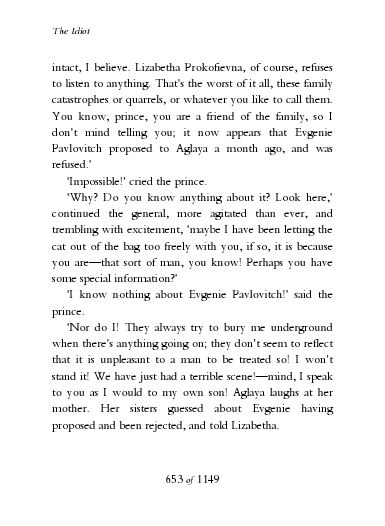 The Idiot
intact, I believe. Lizabetha Prokofievna, of course, refuses
to listen to anything. That's the worst of it all, these family
catastrophes or quarrels, or whatever you like to call them.
You know, prince, you are a friend of the family, so I
don't mind telling you; it now appears that Evgenie
Pavlovitch proposed to Aglaya a month ago, and was
refused.'
'Impossible!' cried the prince.
'Why? Do you know anything about it? Look here,'
continued the general, more agitated than ever, and
trembling with excitement, 'maybe I have been letting the
cat out of the bag too freely with you, if so, it is because
you are—that sort of man, you know! Perhaps you have
some special information?'
'I know nothing about Evgenie Pavlovitch!' said the
prince.
'Nor do I! They always try to bury me underground
when there's anything going on; they don't seem to reflect
that it is unpleasant to a man to be treated so! I won't
stand it! We have just had a terrible scene!—mind, I speak
to you as I would to my own son! Aglaya laughs at her
mother. Her sisters guessed about Evgenie having
proposed and been rejected, and told Lizabetha.
653 of 1149